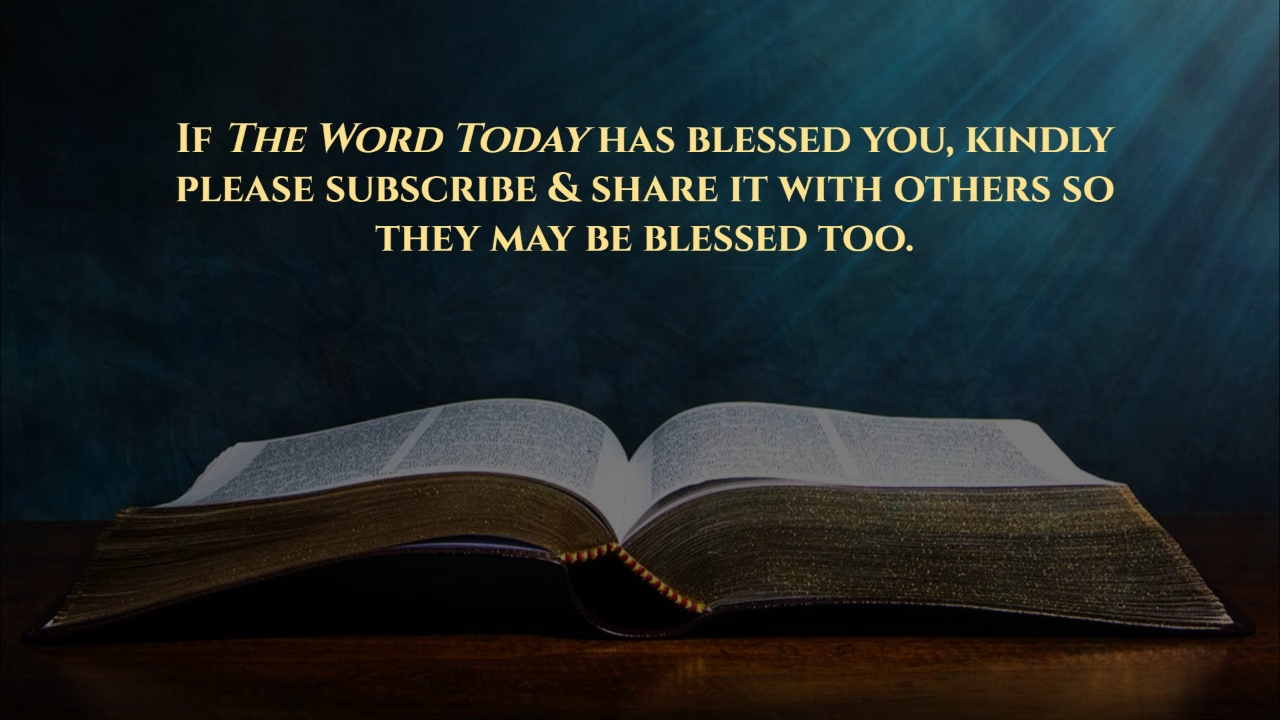 If The Word Today has blessed you, kindly
please subscribe & share it with others so
they may be blessed too.